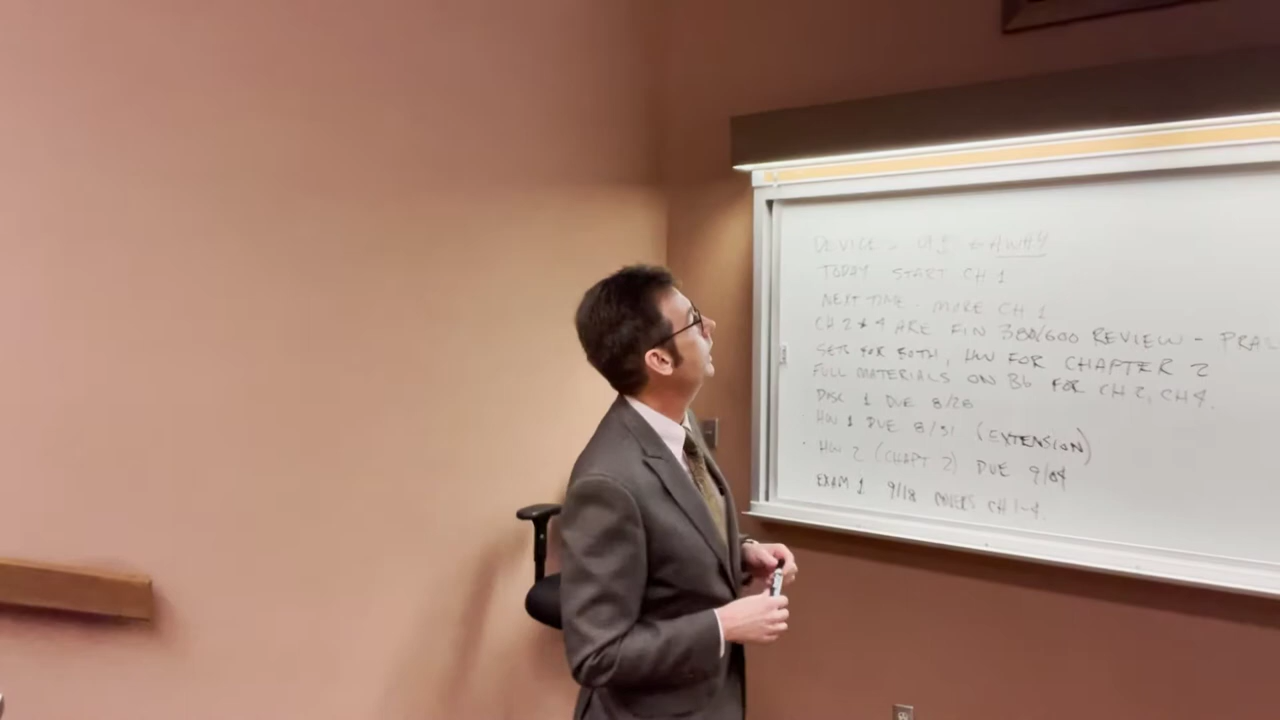 DEVICE - AWAY
TODAY START CH 1
NEXT TIME - MORE CH 1
CH 2 & 4 ARE FIN 380/600 REVIEW -
SETS FOR BOTH, HW FOR CHAPTER 2
FULL MATERIALS ON Bb FOR CH 2, CH 4.
DISC 1 DUE 8/28
HW 1 DUE 8/31 (EXTENSION)
HW 2 (CHAPT 2) DUE 9/04
EXAM 1 9/18 COVERS CH 1-4.